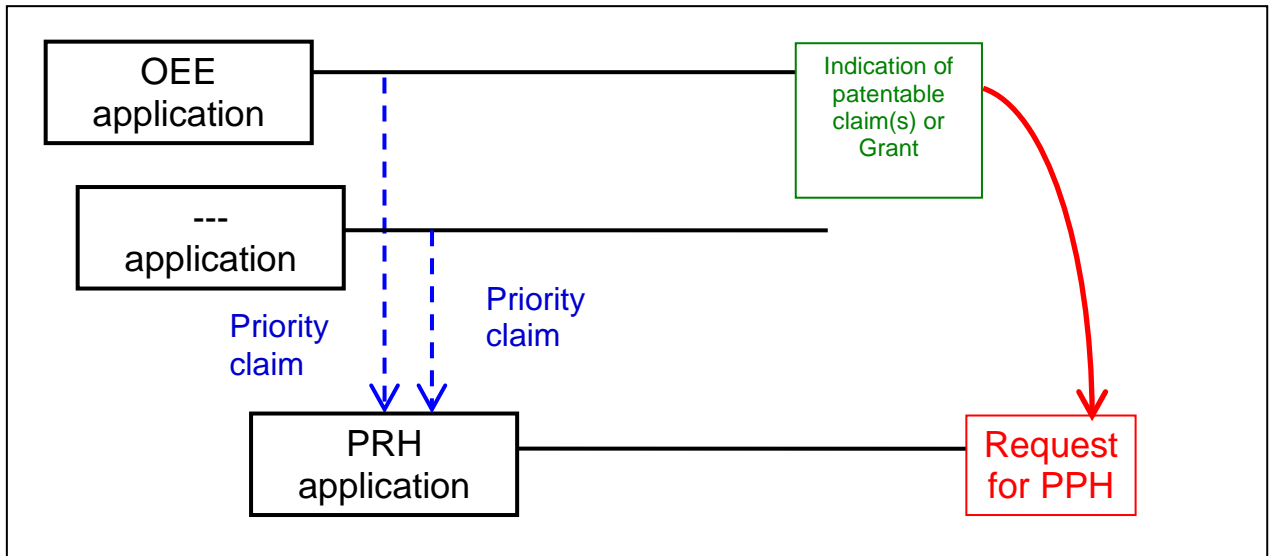 OEE
application
Indication of
patentable
claim(s) or
Grant
---
application
Priority
claim
Priority
claim
PRH
application
Request
for PPH